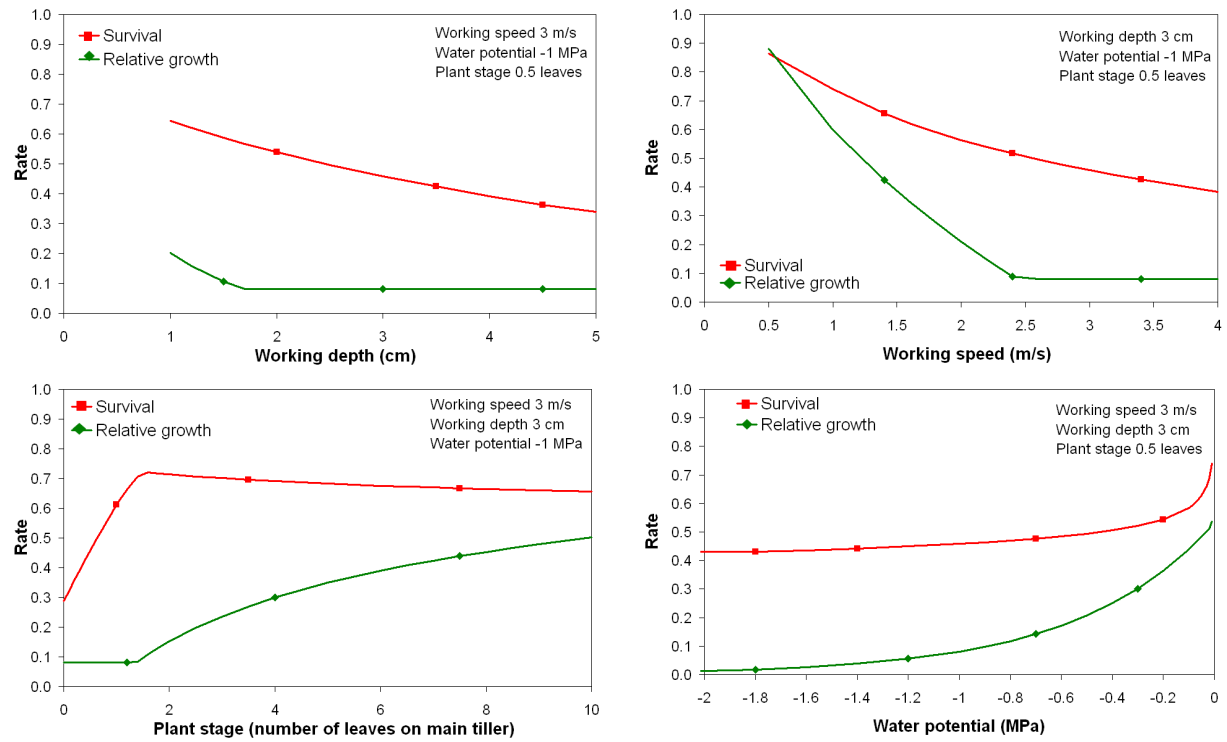 1.0
0.9
0.8
0.7
0.6
0.5
0.4
0.3
0.2
0.1
0.0
Rate
Survival
Relative growth
Working speed 3 m/s
Water potential -1 MPa
Plant stage 0.5 leaves
0 1 2 3 4 5
Working depth (cm)
1.0
0.9
0.8
0.7
0.6
0.5
0.4
0.3
0.2
0.1
0.0
Rate
Working depth 3 cm
Water potential -1 MPa
Plant stage 0.5 leaves
Survival
Relative growth
0 0.5 1 1.5 2 2.5 3 3.5 4
Working speed (m/s)
1.0
0.9
0.8
0.7
0.6
0.5
0.4
0.3
0.2
0.1
0.0
Rate
Survival
Relative growth
Working speed 3 m/s
Working depth 3 cm
Water potential -1 MPa
0 2 4 6 8 10
Plant stage (number of leaves on main tiller)
1.0
0.9
0.8
0.7
0.6
0.5
0.4
0.3
0.2
0.1
0.0
Rate
Survival
Relative growth
Working speed 3 m/s
Working depth 3 cm
Plant stage 0.5 leaves
-2 -1.8 -1.6 -1.4 -1.2 -1 -0.8 -0.6 -0.4 -0.2 0
Water potential (MPa)